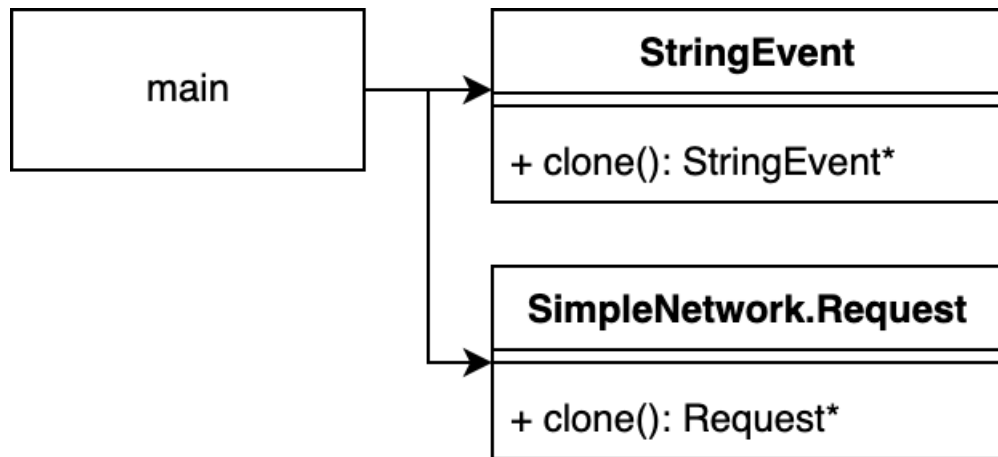 main
StringEvent
+ clone(): StringEvent*
SimpleNetwork.Request
+ clone(): Request*